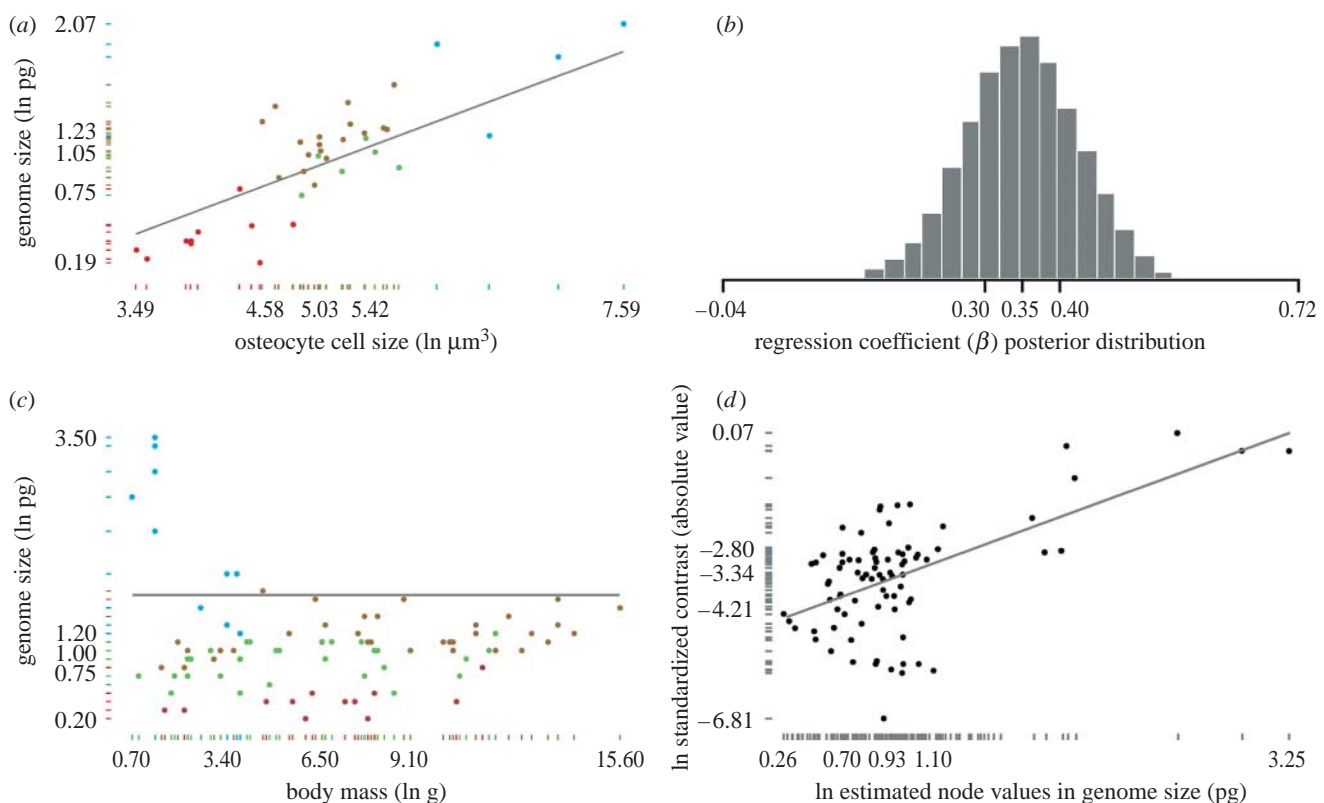 (a)
genome size (ln pg)
2.07
1.23
1.05
0.75
0.19
3.49 4.58 5.03 5.42 7.59
osteocyte cell size (ln μm³)
(b)
−0.04 0.30 0.35 0.40 0.72
regression coefficient (β) posterior distribution
(c)
genome size (ln pg)
3.50
1.20
1.00
0.75
0.20
0.70 3.40 6.50 9.10 15.60
body mass (ln g)
(d)
ln standardized contrast (absolute value)
0.07
−2.80
−3.34
−4.21
−6.81
0.26 0.70 0.93 1.10 3.25
ln estimated node values in genome size (pg)